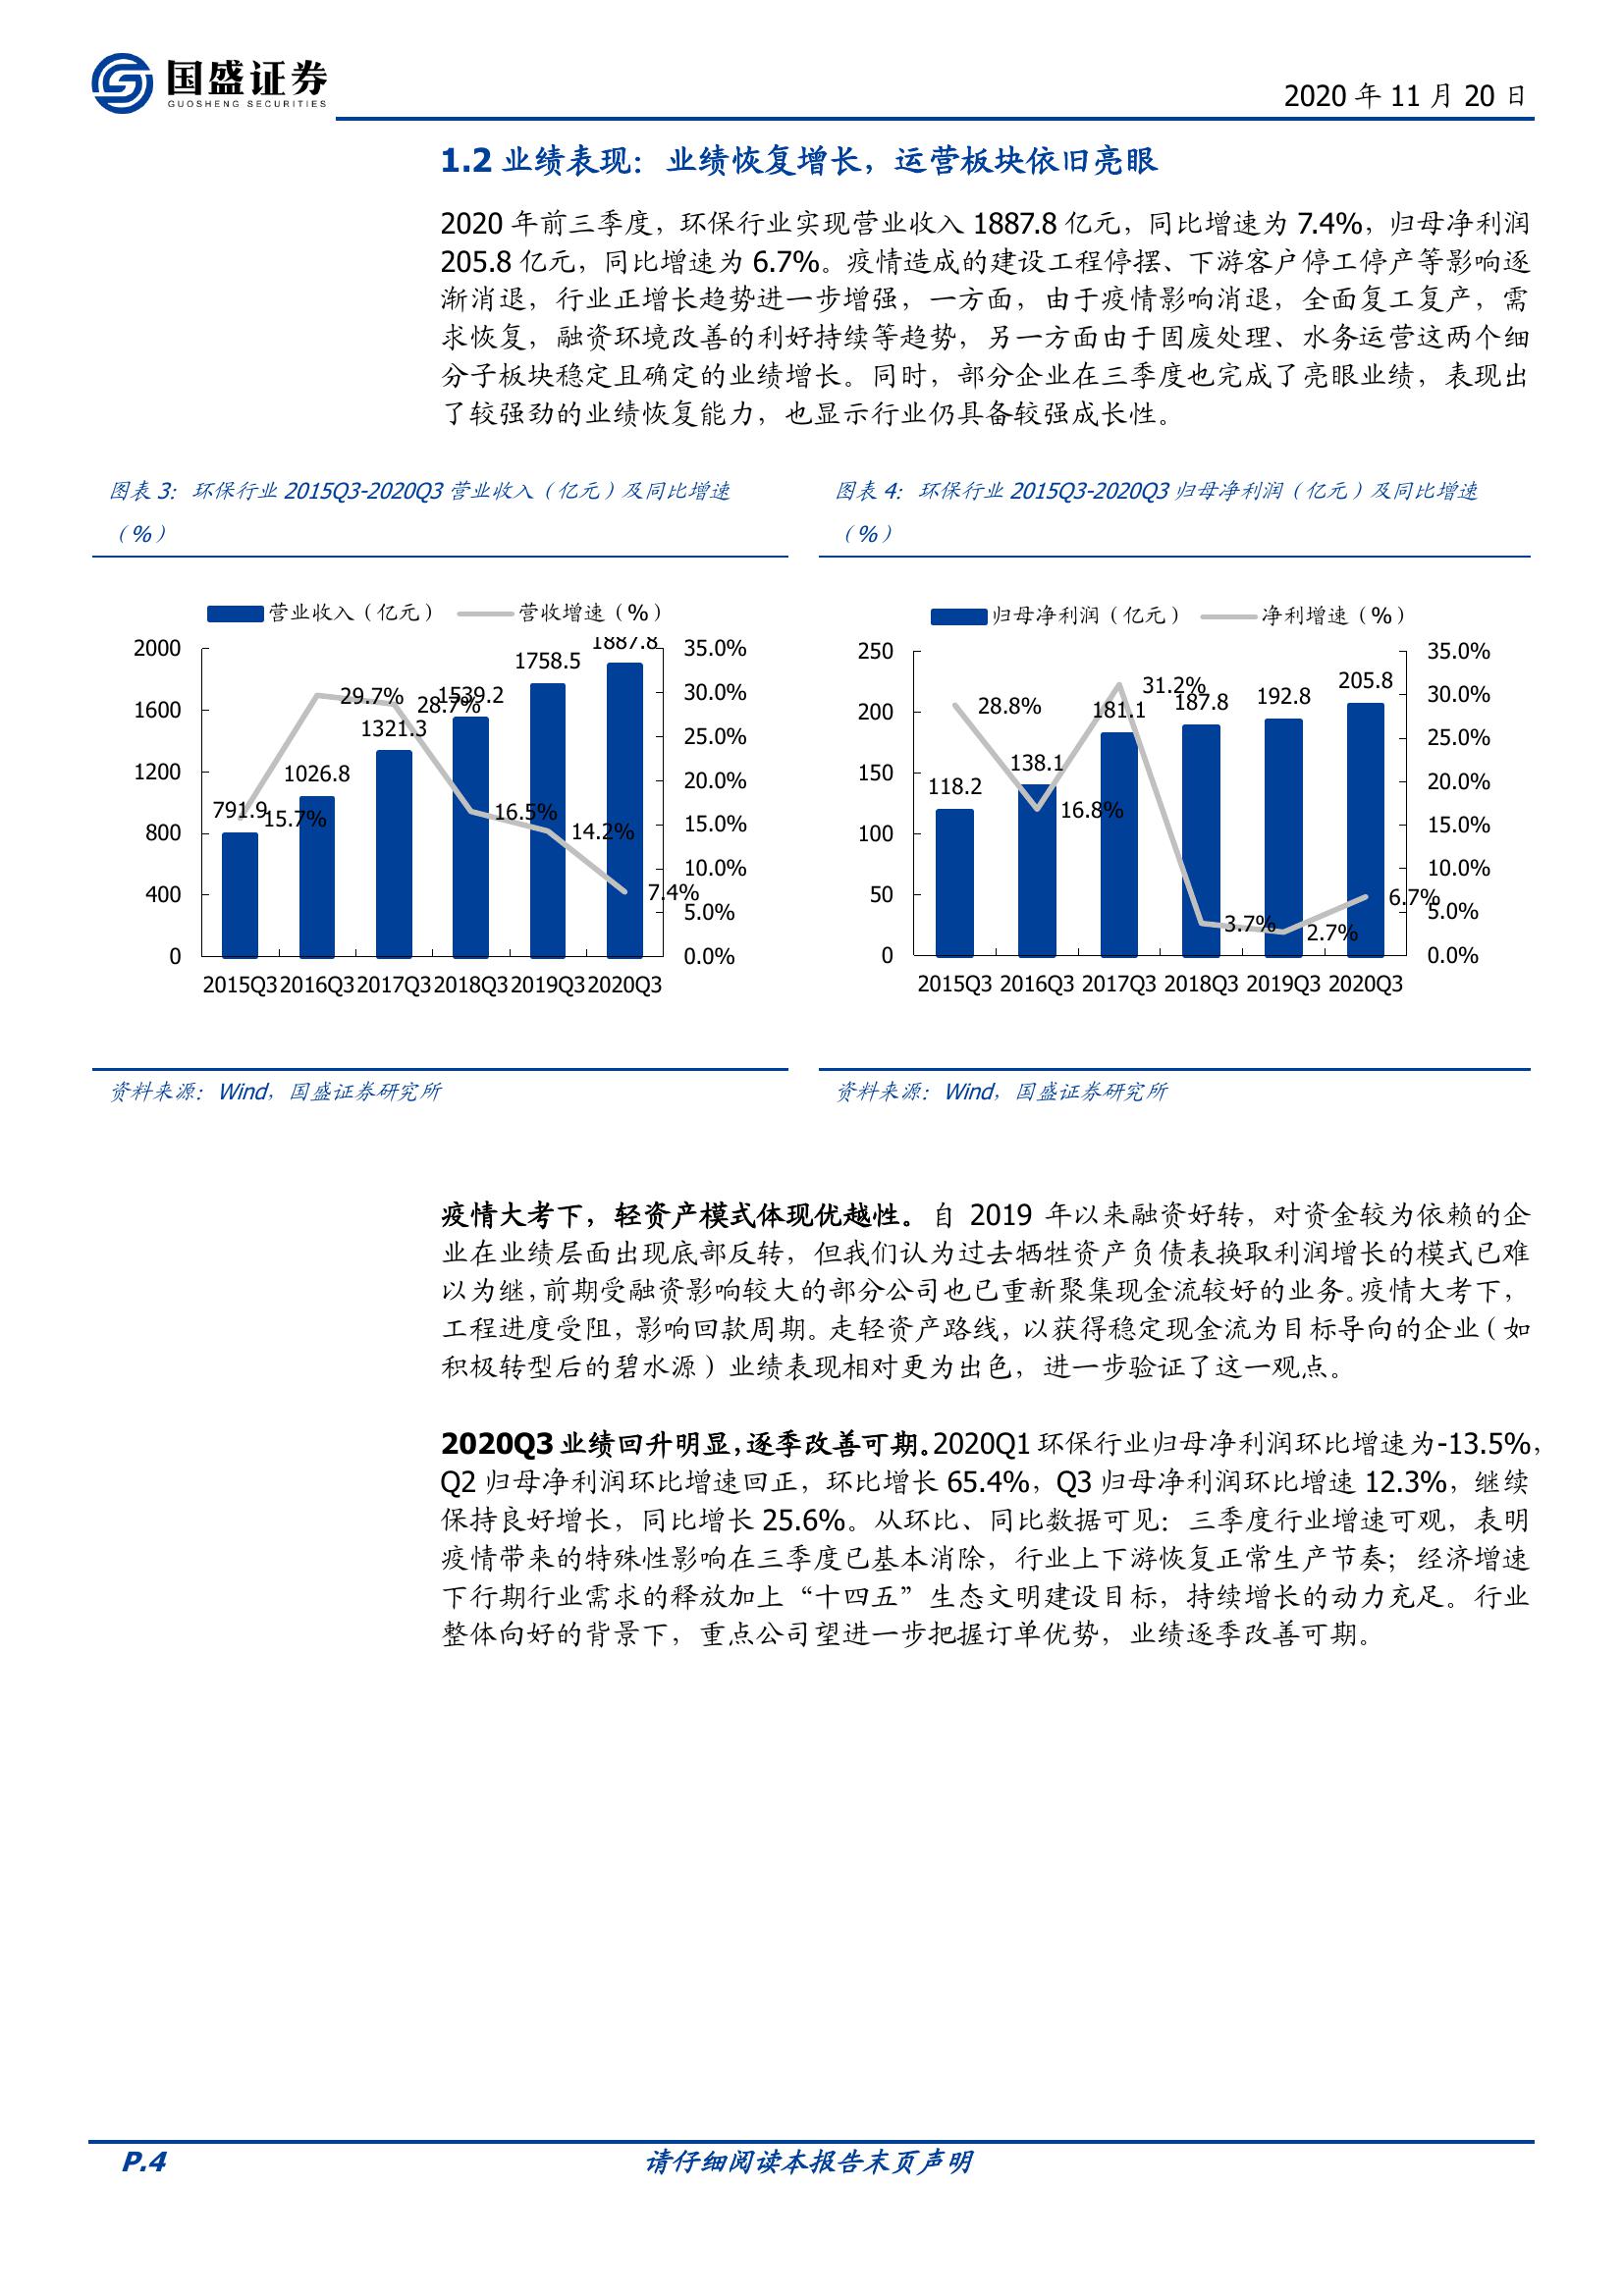 国盛证券
GUOSHENG SECURITIES
2020 年 11 月 20 日
1.2 业绩表现：业绩恢复增长，运营板块依旧亮眼
2020 年前三季度，环保行业实现营业收入 1887.8 亿元，同比增速为 7.4%，归母净利润
205.8 亿元，同比增速为 6.7%。疫情造成的建设工程停摆、下游客户停工停产等影响逐
渐消退，行业正增长趋势进一步增强，一方面，由于疫情影响消退，全面复工复产，需
求恢复，融资环境改善的利好持续等趋势，另一方面由于固废处理、水务运营这两个细
分子板块稳定且确定的业绩增长。同时，部分企业在三季度也完成了亮眼业绩，表现出
了较强劲的业绩恢复能力，也显示行业仍具备较强成长性。
图表 3：环保行业 2015Q3-2020Q3 营业收入（亿元）及同比增速
（%）
营业收入（亿元） 营收增速（%）
2000
1600
1200
800
400
0
35.0%
30.0%
25.0%
20.0%
15.0%
10.0%
5.0%
0.0%
791.9
1026.8
1321.3
1539.2
1758.5
1887.8
15.7%
29.7%
28.7%
16.5%
14.2%
7.4%
2015Q3 2016Q3 2017Q3 2018Q3 2019Q3 2020Q3
资料来源：Wind，国盛证券研究所
图表 4：环保行业 2015Q3-2020Q3 归母净利润（亿元）及同比增速
（%）
归母净利润（亿元） 净利增速（%）
250
200
150
100
50
0
35.0%
30.0%
25.0%
20.0%
15.0%
10.0%
5.0%
0.0%
118.2
138.1
181.1
187.8
192.8
205.8
28.8%
16.8%
31.2%
3.7%
2.7%
6.7%
2015Q3 2016Q3 2017Q3 2018Q3 2019Q3 2020Q3
资料来源：Wind，国盛证券研究所
疫情大考下，轻资产模式体现优越性。自 2019 年以来融资好转，对资金较为依赖的企
业在业绩层面出现底部反转，但我们认为过去牺牲资产负债表换取利润增长的模式已难
以为继，前期受融资影响较大的部分公司也已重新聚集现金流较好的业务。疫情大考下，
工程进度受阻，影响回款周期。走轻资产路线，以获得稳定现金流为目标导向的企业（如
积极转型后的碧水源）业绩表现相对更为出色，进一步验证了这一观点。
2020Q3 业绩回升明显，逐季改善可期。2020Q1 环保行业归母净利润环比增速为-13.5%，
Q2 归母净利润环比增速回正，环比增长 65.4%，Q3 归母净利润环比增速 12.3%，继续
保持良好增长，同比增长 25.6%。从环比、同比数据可见：三季度行业增速可观，表明
疫情带来的特殊性影响在三季度已基本消除，行业上下游恢复正常生产节奏；经济增速
下行期行业需求的释放加上“十四五”生态文明建设目标，持续增长的动力充足。行业
整体向好的背景下，重点公司望进一步把握订单优势，业绩逐季改善可期。
P.4
请仔细阅读本报告末页声明